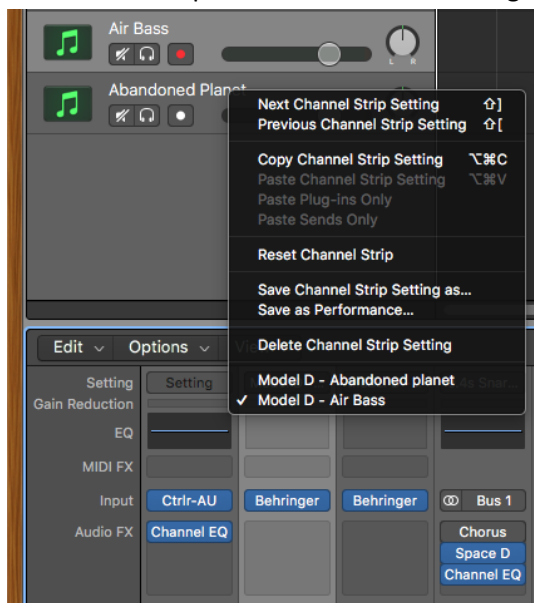 Air Bass
L R
Abandoned Planet
Next Channel Strip Setting ⇧]
Previous Channel Strip Setting ⇧[
Copy Channel Strip Setting ⌥⌘C
Paste Channel Strip Setting ⌥⌘V
Paste Plug-ins Only
Paste Sends Only
Reset Channel Strip
Save Channel Strip Setting as...
Save as Performance...
Delete Channel Strip Setting
Model D - Abandoned planet
✓ Model D - Air Bass
Edit Options
Setting Setting
Gain Reduction
EQ
MIDI FX
Input Ctrlr-AU Behringer Behringer Bus 1
Audio FX Channel EQ Chorus
Space D
Channel EQ